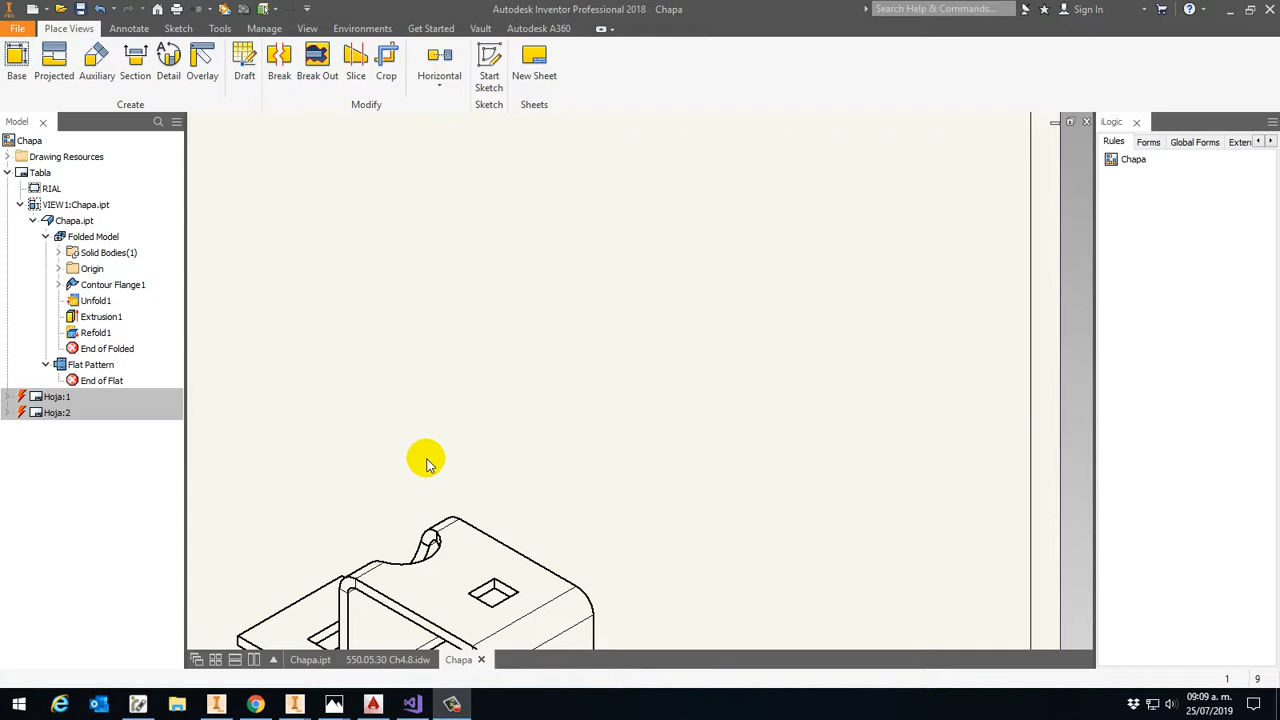 PRO
Autodesk Inventor Professional 2018 Chapa
Search Help & Commands...
Sign In
File Place Views Annotate Sketch Tools Manage View Environments Get Started Vault Autodesk A360
Base Projected Auxiliary Section Detail Overlay Draft Break Break Out Slice Crop Horizontal Start Sketch New Sheet
Create Modify Sketch Sheets
Model
Chapa
Drawing Resources
Tabla
RIAL
VIEW1:Chapa.ipt
Chapa.ipt
Folded Model
Solid Bodies(1)
Origin
Contour Flange1
Unfold1
Extrusion1
Refold1
End of Folded
Flat Pattern
End of Flat
Hoja:1
Hoja:2
iLogic
Rules Forms Global Forms Exten
Chapa
Chapa.ipt 550.05.30 Ch4.8.idw Chapa
1 9
09:09 a. m.
25/07/2019